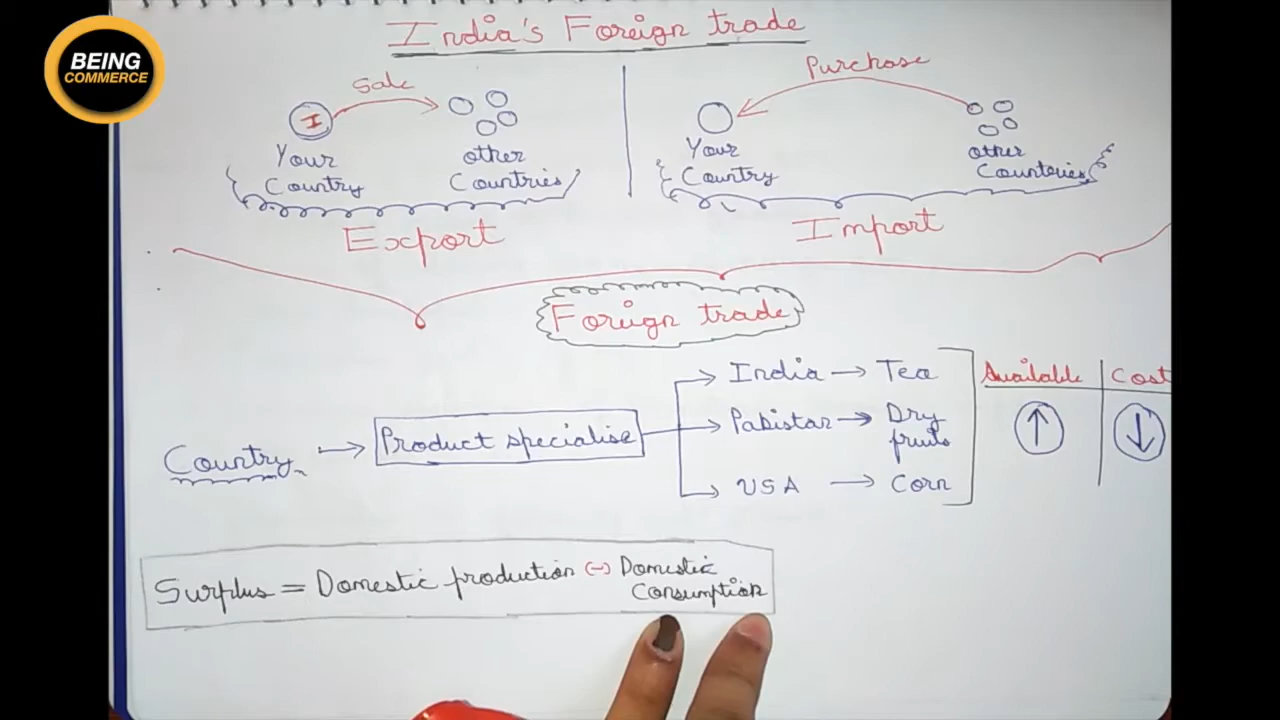 BEING
COMMERCE
India's Foreign trade
Sale
I
Your
Country
other
Countries
Export
Purchase
Your
Country
other
Countries
Import
Foreign trade
Country
Product specialise
India → Tea
Pakistan → Dry
fruits
USA → Corn
Available
Cost
↑
↓
Surplus = Domestic production (-) Domestic
Consumption